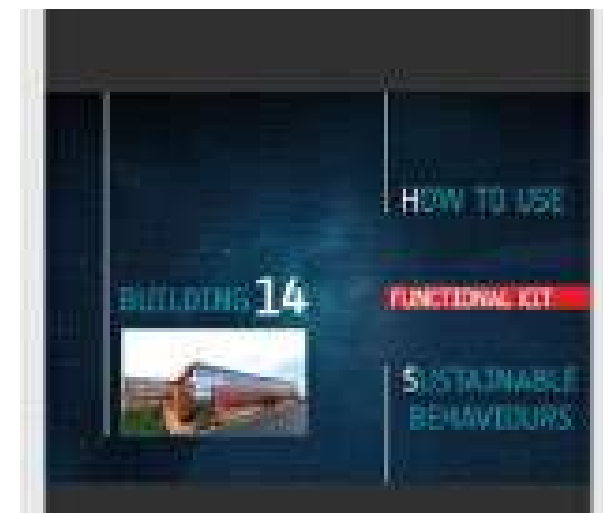 BUILDING 14
HOW TO USE
FUNCTIONAL KIT
SUSTAINABLE
BEHAVIOURS